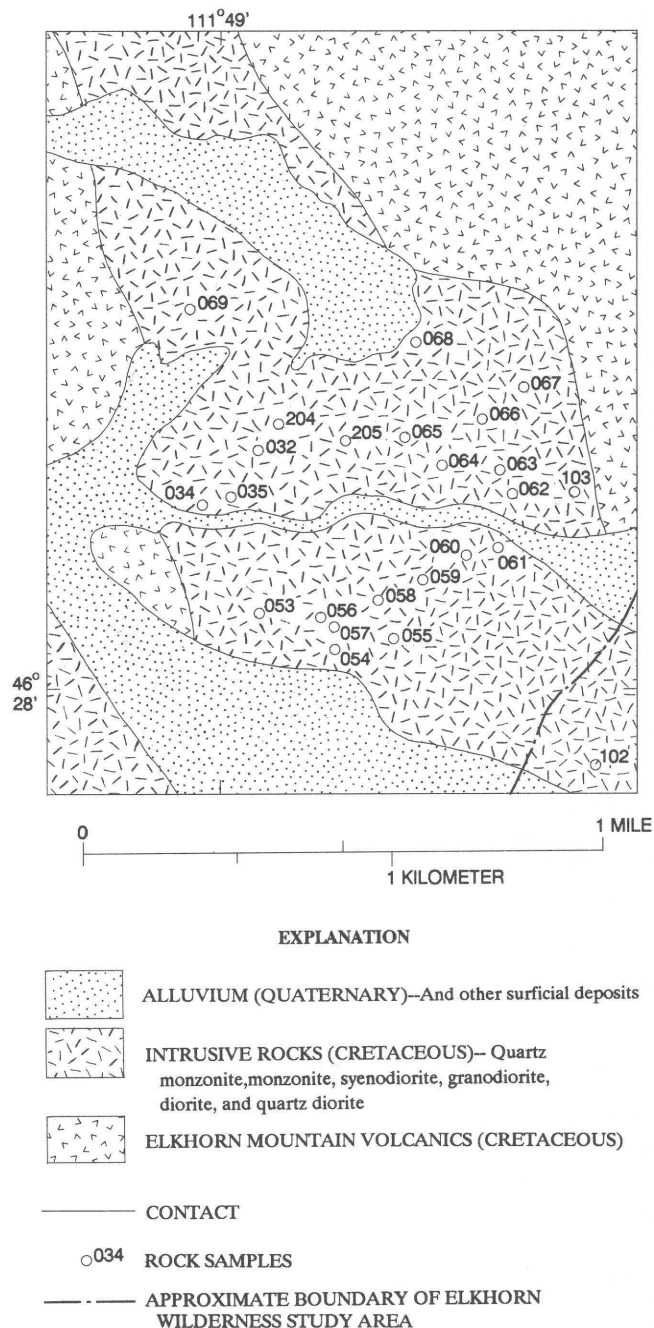 111°49'
069
068
067
066
204
205
065
032
064
063
103
034
035
062
060
061
059
058
053
056
057
055
054
46°
28'
102
0
1 MILE
1 KILOMETER
EXPLANATION
ALLUVIUM (QUATERNARY)--And other surficial deposits
INTRUSIVE ROCKS (CRETACEOUS)-- Quartz
monzonite,monzonite, syenodiorite, granodiorite,
diorite, and quartz diorite
ELKHORN MOUNTAIN VOLCANICS (CRETACEOUS)
CONTACT
034 ROCK SAMPLES
APPROXIMATE BOUNDARY OF ELKHORN
WILDERNESS STUDY AREA